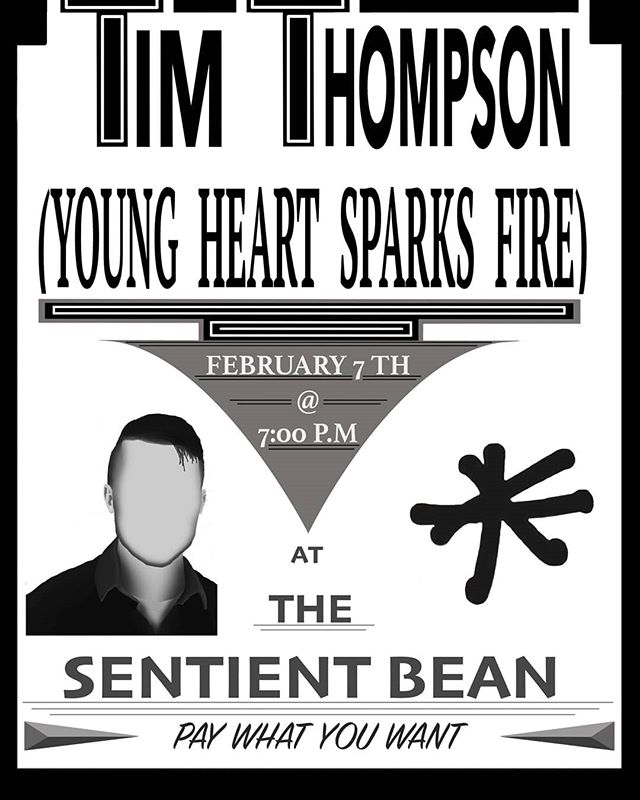 TIM THOMPSON
(YOUNG HEART SPARKS FIRE)
FEBRUARY 7 TH
@
7:00 P.M
AT
THE
SENTIENT BEAN
PAY WHAT YOU WANT